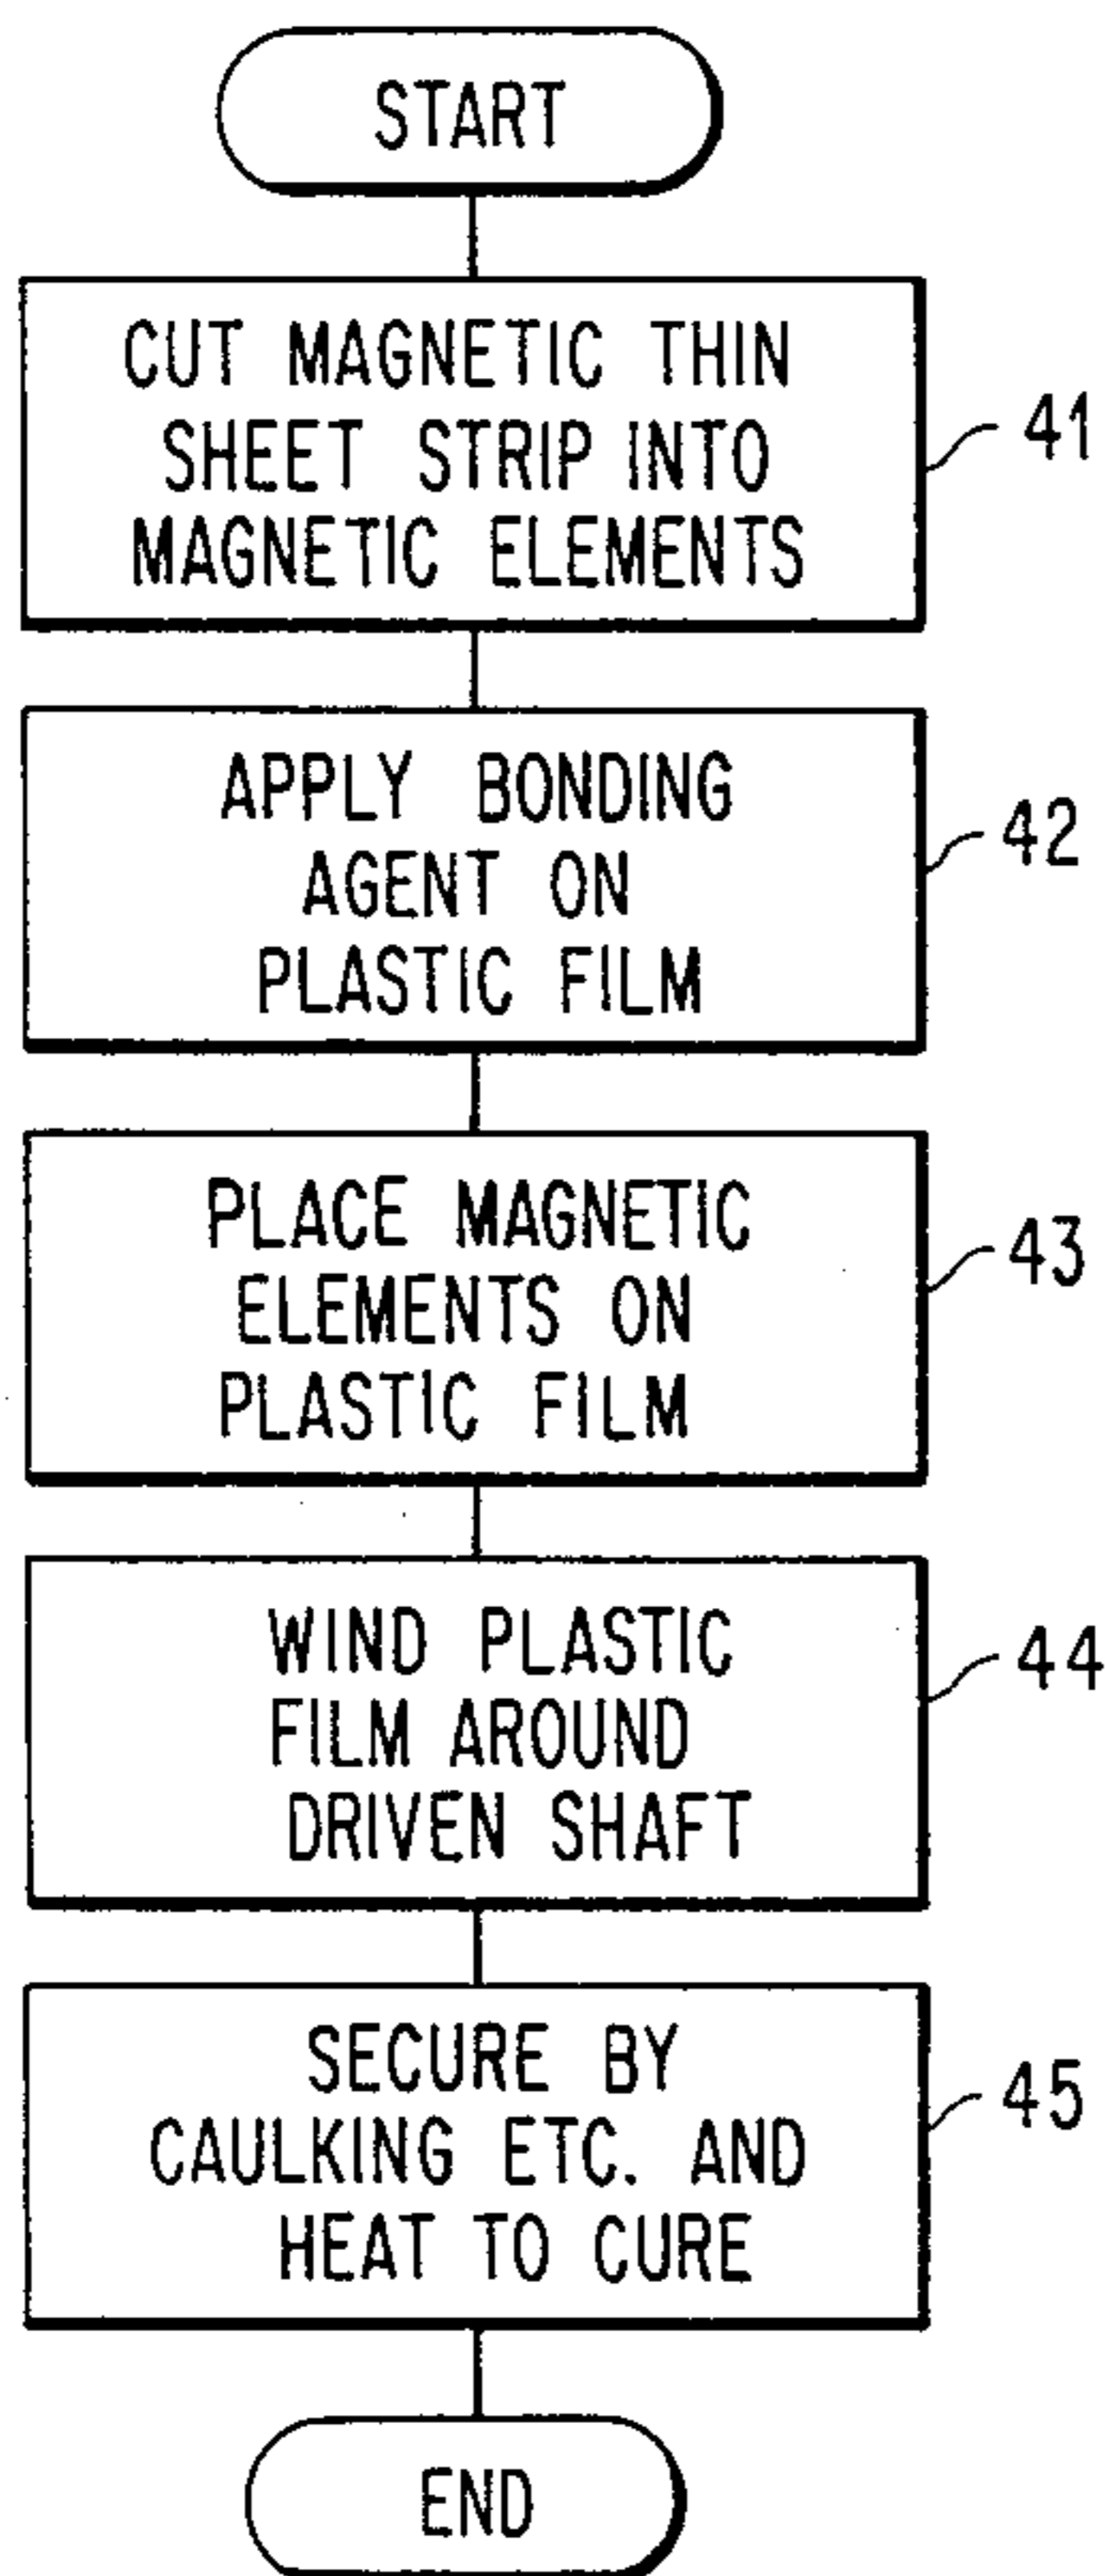 START
CUT MAGNETIC THIN
SHEET STRIP INTO
MAGNETIC ELEMENTS
41
APPLY BONDING
AGENT ON
PLASTIC FILM
42
PLACE MAGNETIC
ELEMENTS ON
PLASTIC FILM
43
WIND PLASTIC
FILM AROUND
DRIVEN SHAFT
44
SECURE BY
CAULKING ETC. AND
HEAT TO CURE
45
END